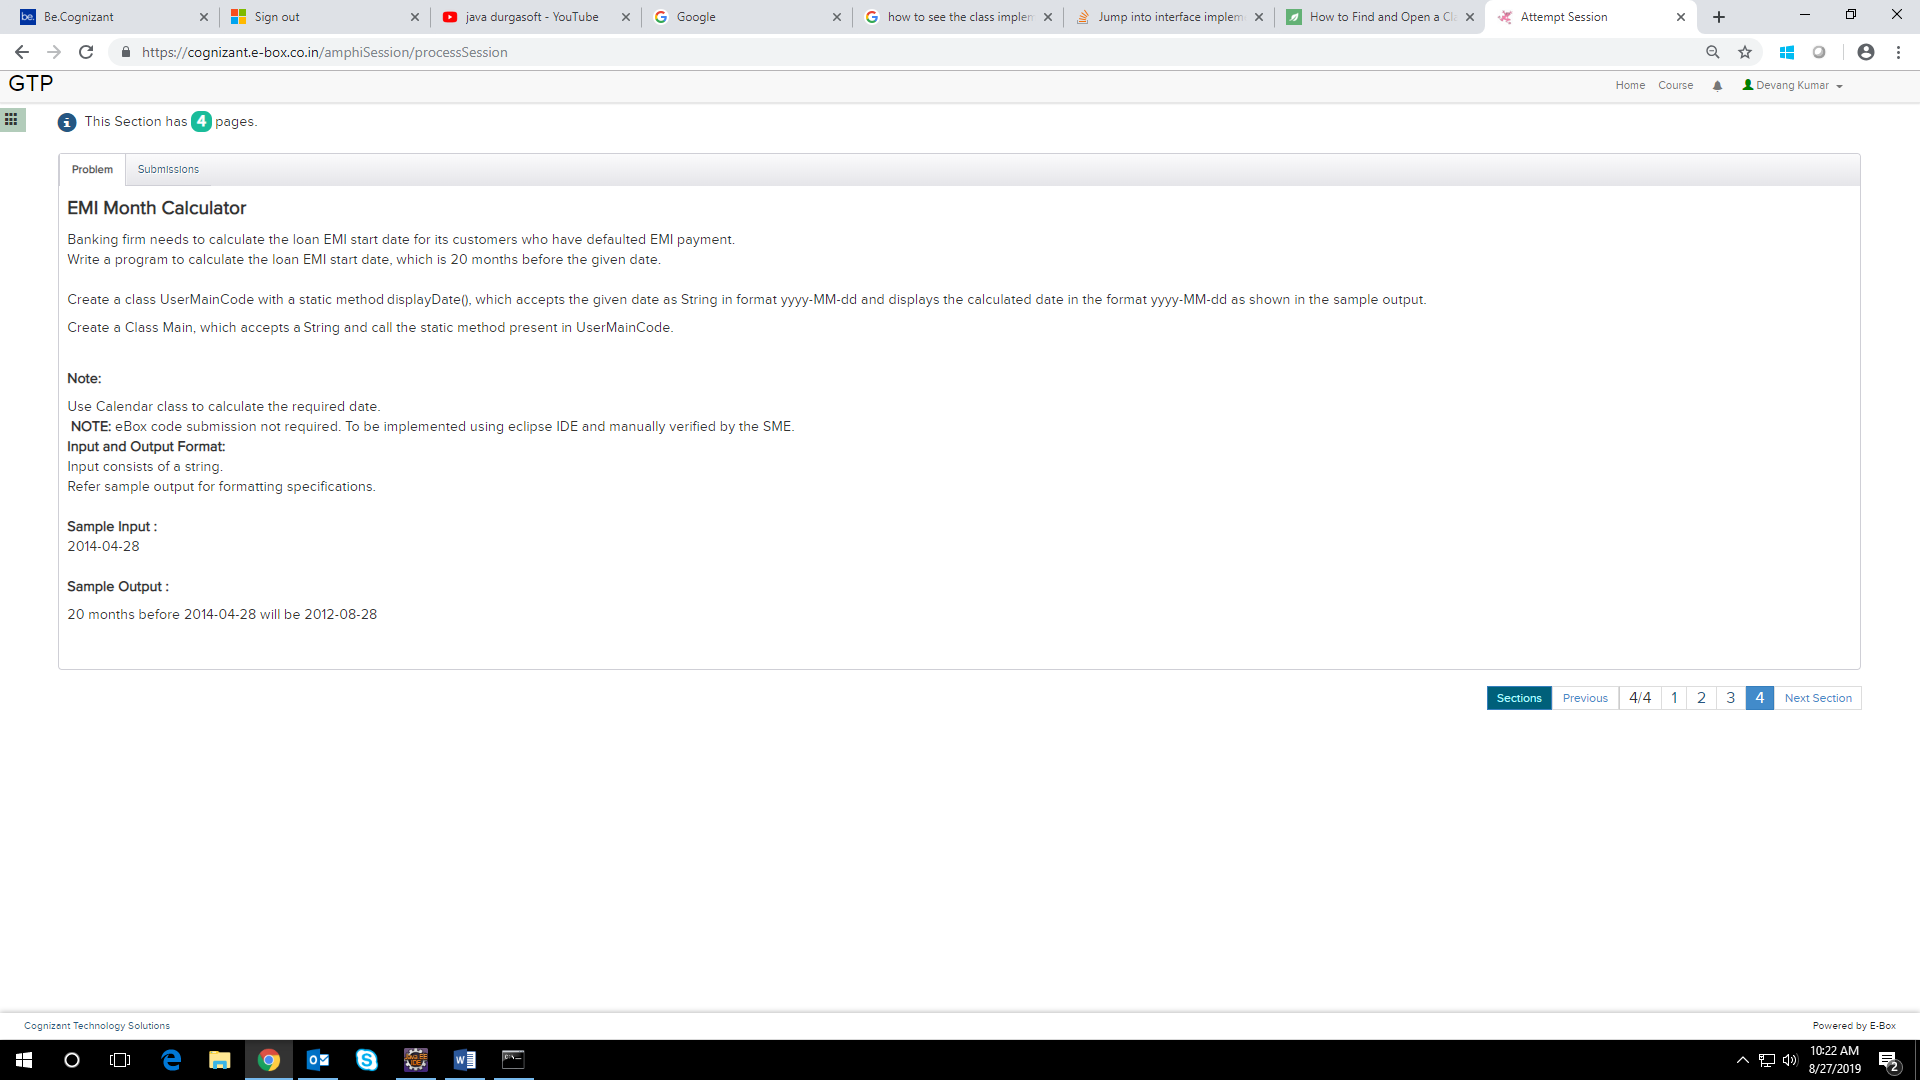 Be.Cognizant
Sign out
java durgasoft - YouTube
Google
how to see the class implem
Jump into interface implem
How to Find and Open a Cl
Attempt Session
https://cognizant.e-box.co.in/amphiSession/processSession
GTP
Home Course Devang Kumar
This Section has 4 pages.
Problem Submissions
EMI Month Calculator
Banking firm needs to calculate the loan EMI start date for its customers who have defaulted EMI payment.
Write a program to calculate the loan EMI start date, which is 20 months before the given date.
Create a class UserMainCode with a static method displayDate(), which accepts the given date as String in format yyyy-MM-dd and displays the calculated date in the format yyyy-MM-dd as shown in the sample output.
Create a Class Main, which accepts a String and call the static method present in UserMainCode.
Note:
Use Calendar class to calculate the required date.
NOTE: eBox code submission not required. To be implemented using eclipse IDE and manually verified by the SME.
Input and Output Format:
Input consists of a string.
Refer sample output for formatting specifications.
Sample Input :
2014-04-28
Sample Output :
20 months before 2014-04-28 will be 2012-08-28
Sections Previous 4/4 1 2 3 4 Next Section
Cognizant Technology Solutions
Powered by E-Box
10:22 AM
8/27/2019
2